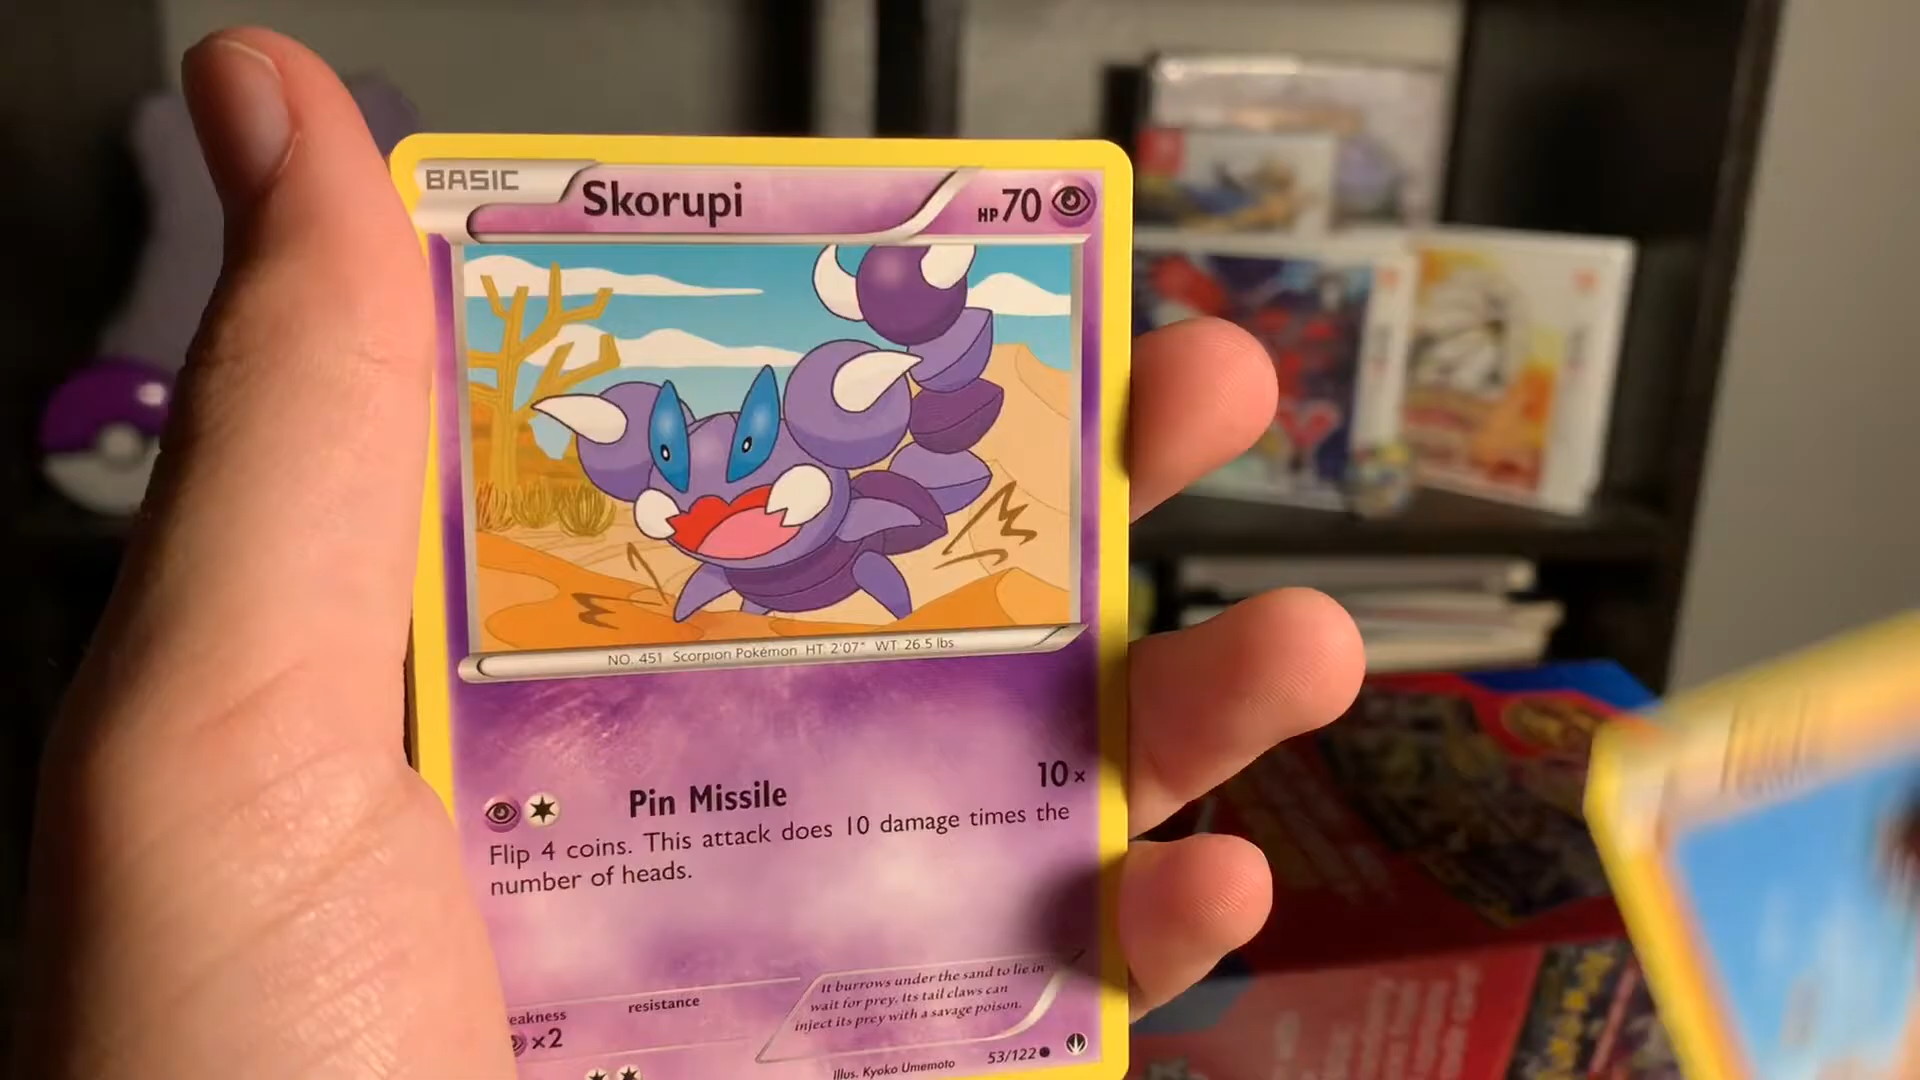 BASIC
Skorupi
HP 70
NO. 451 Scorpion Pokémon HT: 2'07" WT: 26.5 lbs
Pin Missile
10×
Flip 4 coins. This attack does 10 damage times the
number of heads.
eakness
×2
resistance
It burrows under the sand to lie in
wait for prey. Its tail claws can
inject its prey with a savage poison.
Illus. Kyoko Umemoto
53/122
Y